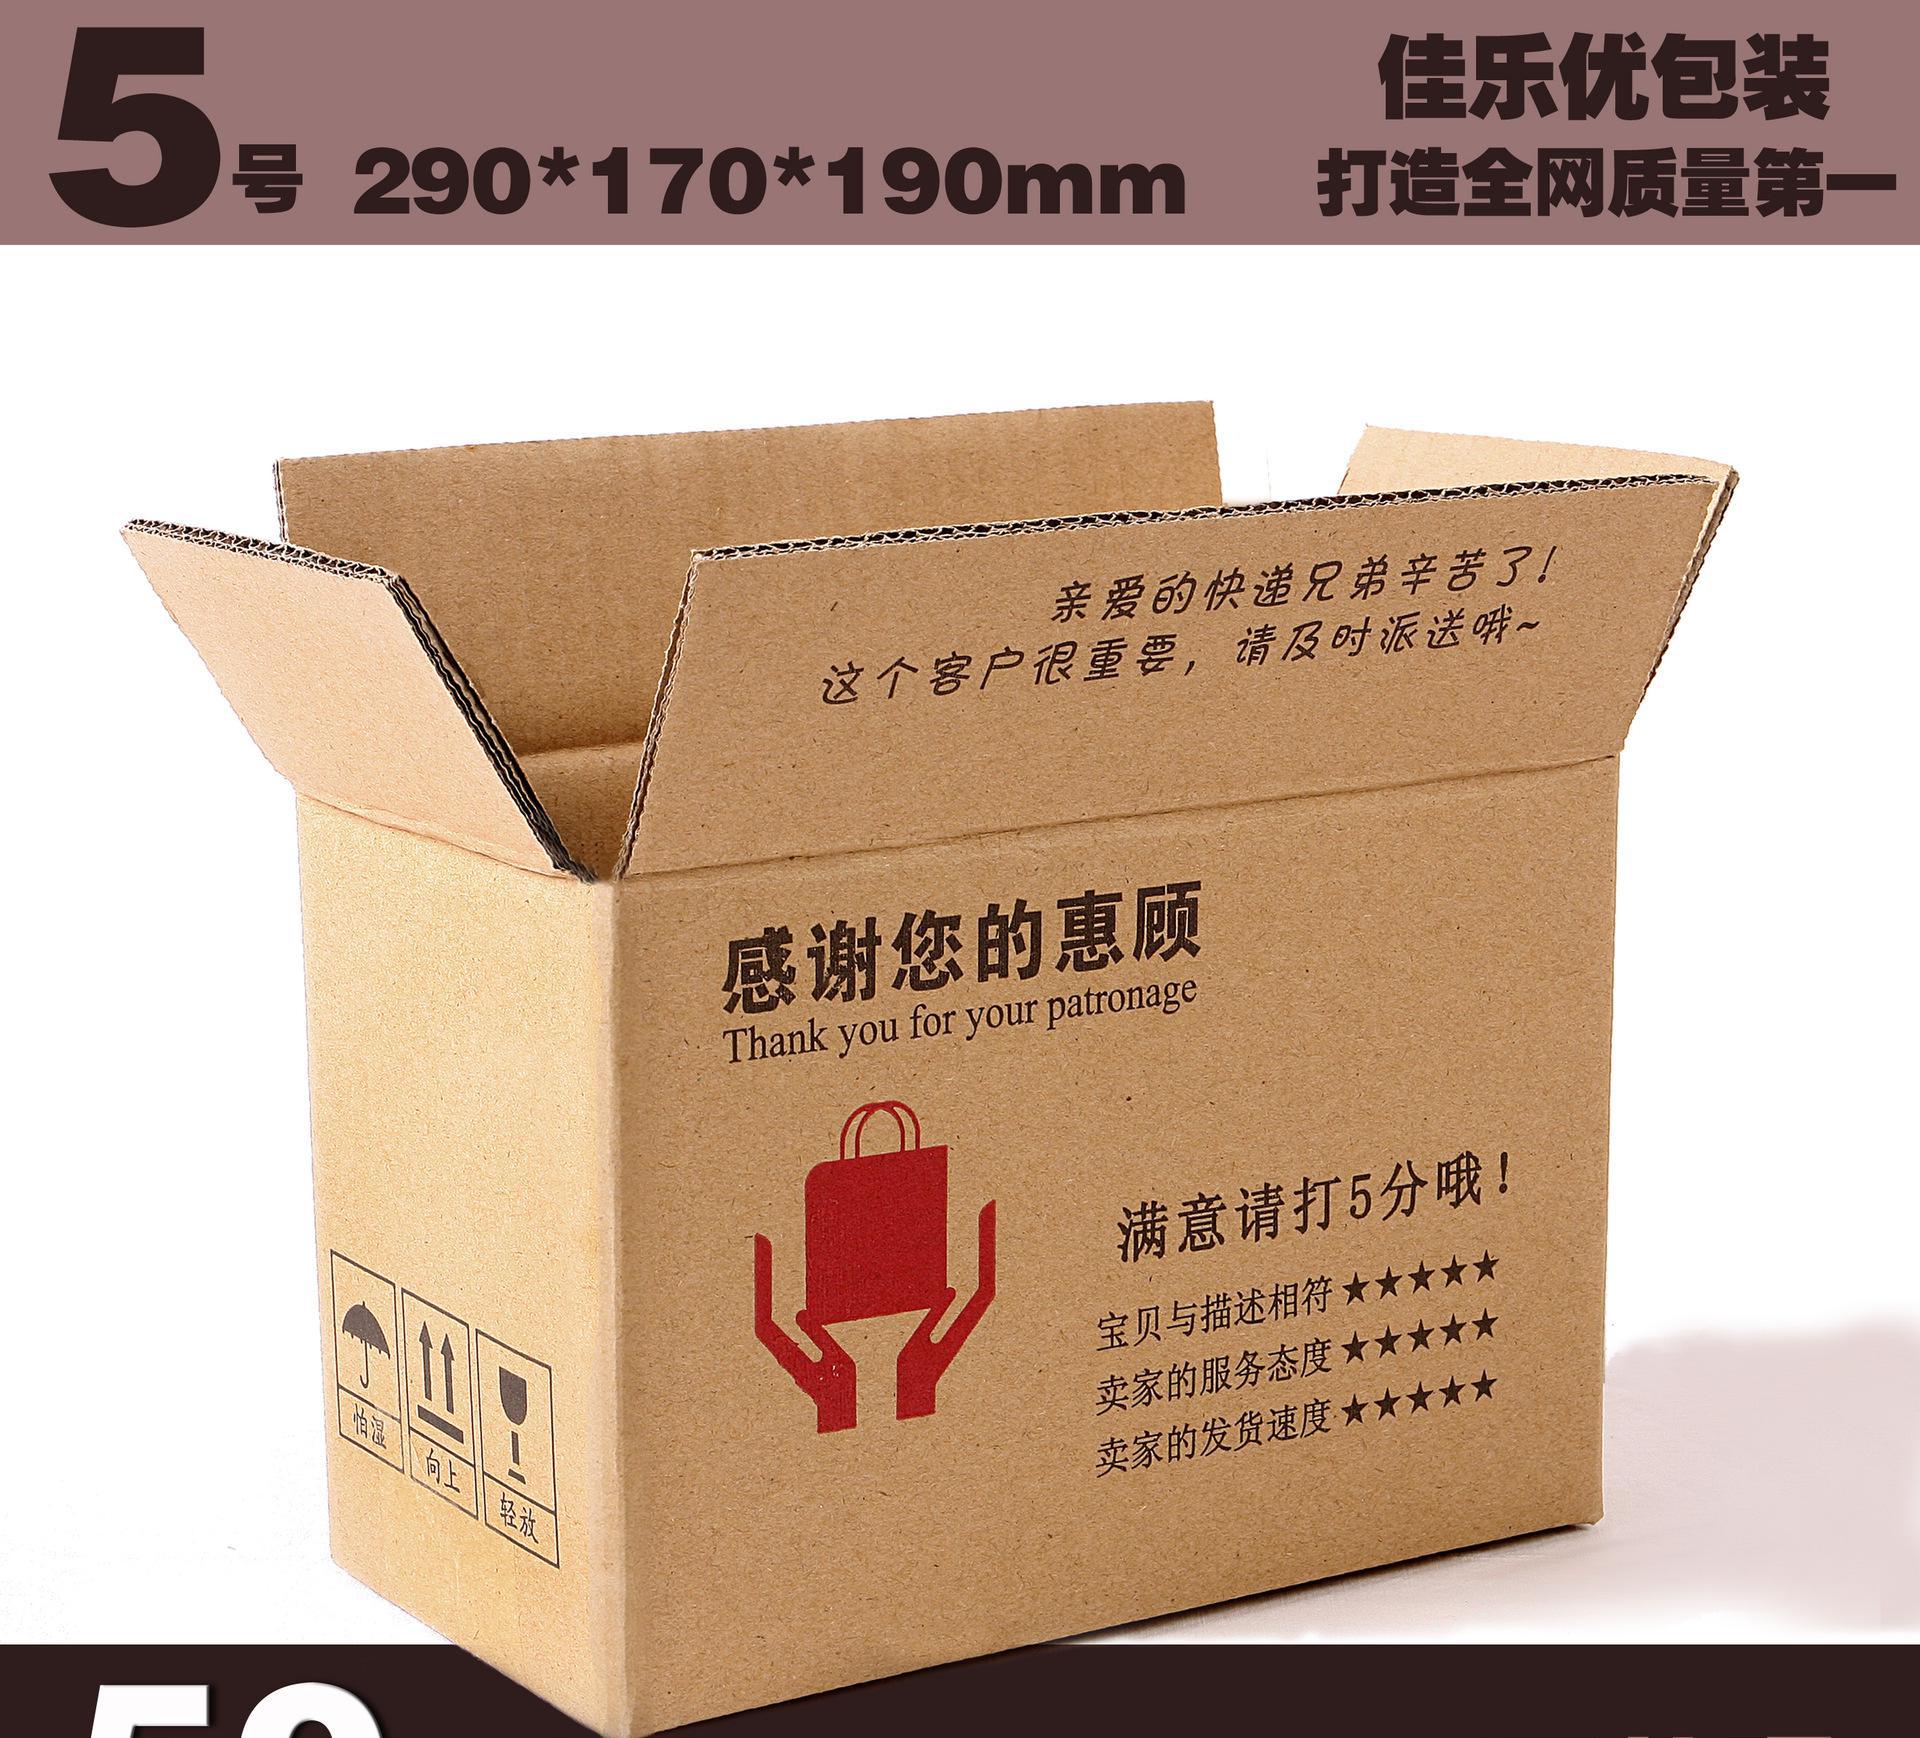 5号 290*170*190mm
佳乐优包装
打造全网质量第一
亲爱的快递兄弟辛苦了!
这个客户很重要，请及时派送哦~
感谢您的惠顾
Thank you for your patronage
满意请打5分哦!
宝贝与描述相符★★★★★
卖家的服务态度★★★★★
卖家的发货速度★★★★★
怕湿
向上
轻放